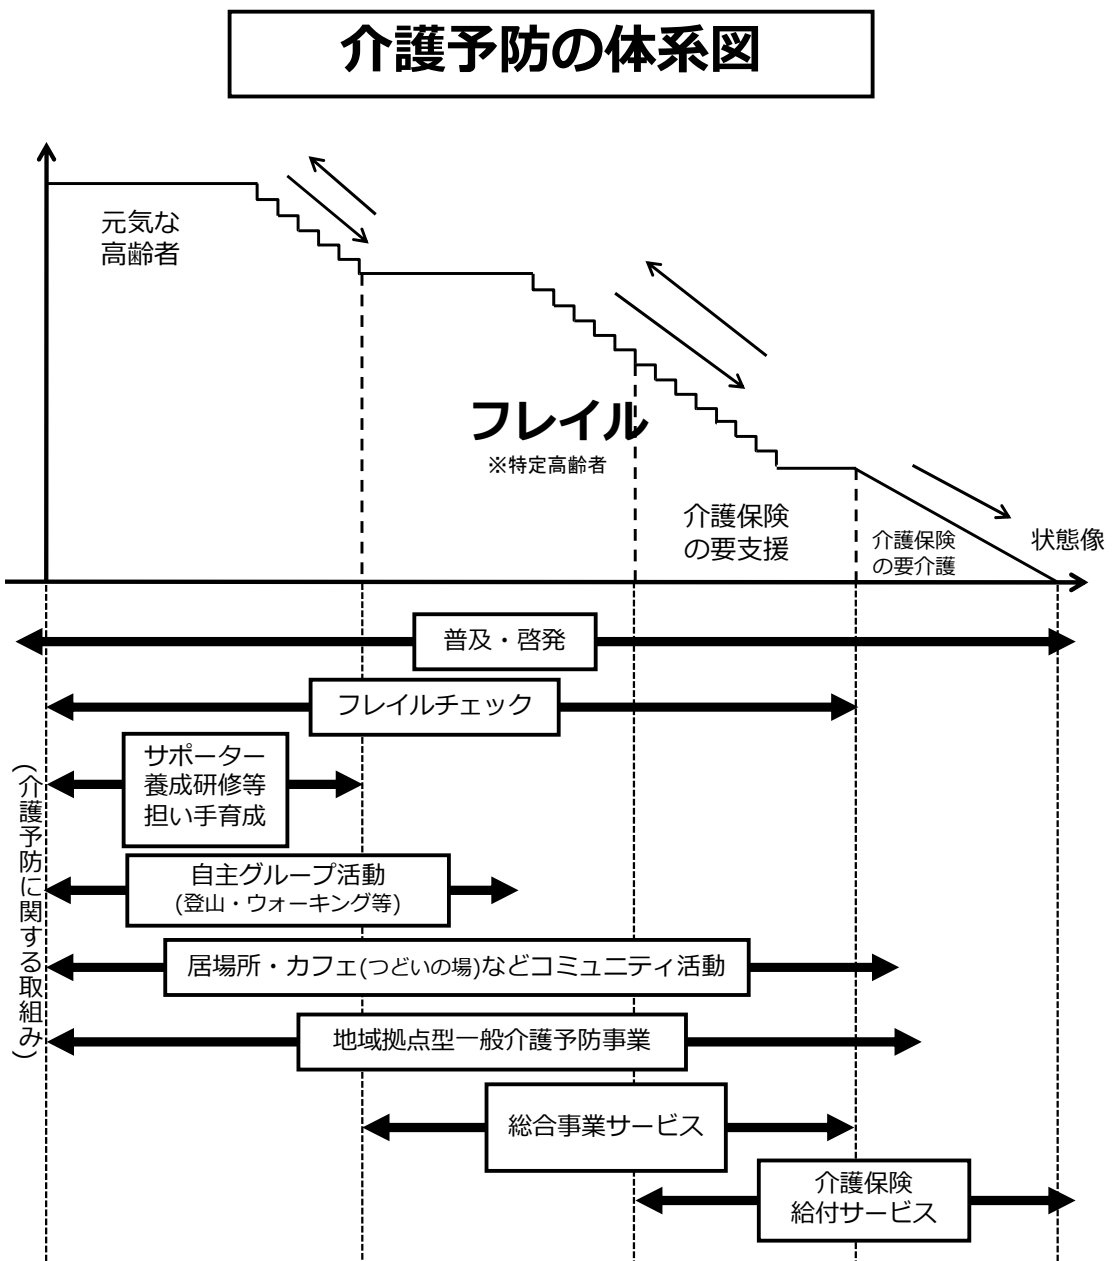 介護予防の体系図
元気な
高齢者
フレイル
※特定高齢者
介護保険
の要支援
介護保険
の要介護
状態像
普及・啓発
フレイルチェック
サポーター
養成研修等
担い手育成
(介護予防に関する取組み)
自主グループ活動
(登山・ウォーキング等)
居場所・カフェ(つどいの場)などコミュニティ活動
地域拠点型一般介護予防事業
総合事業サービス
介護保険
給付サービス